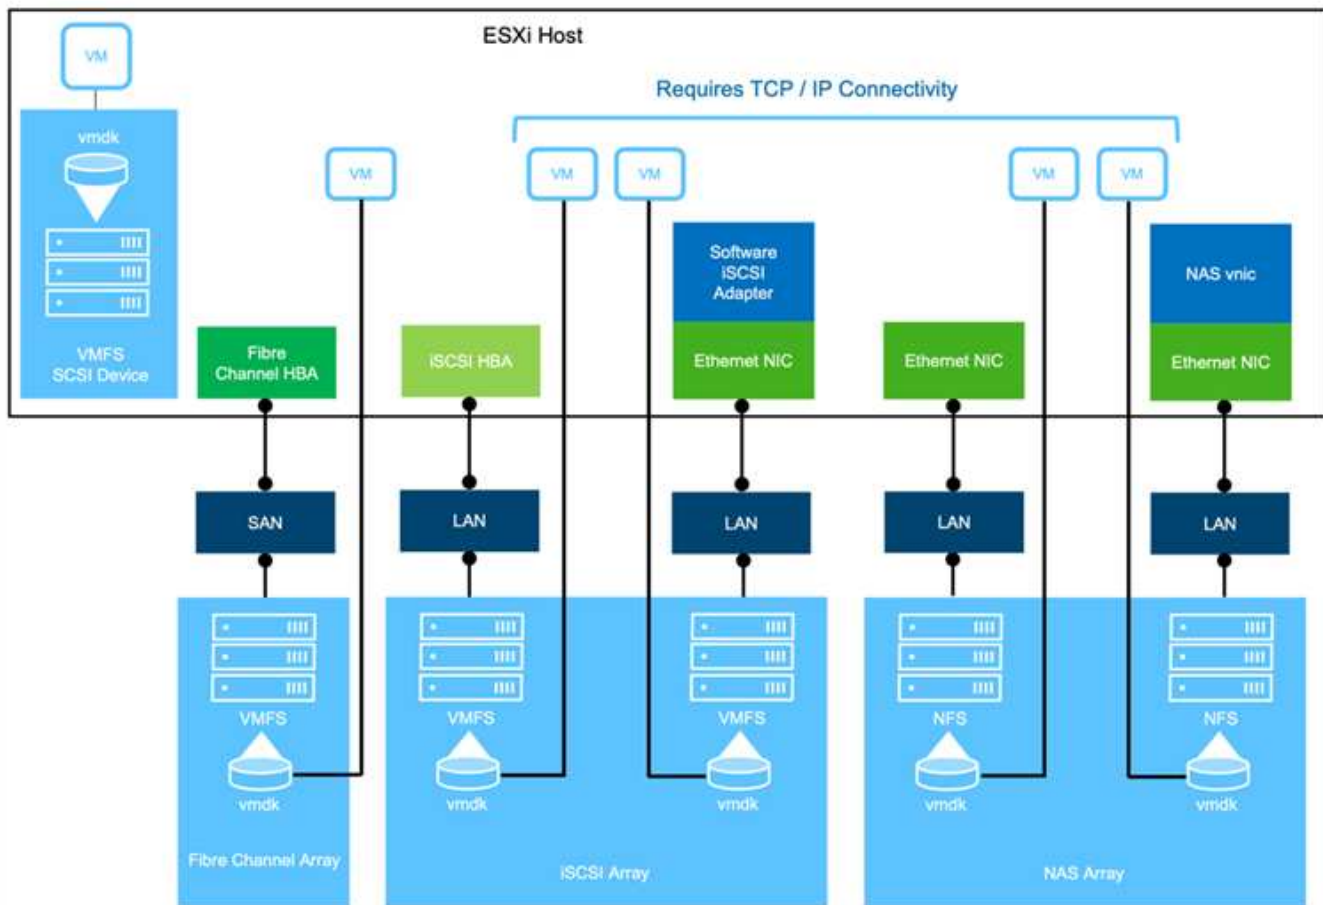 ESXi Host
VM
Requires TCP / IP Connectivity
vmdk
VM
VM
VM
VM
VM
Software
iSCSI
Adapter
NAS vnic
VMFS
SCSI Device
Fibre
Channel HBA
iSCSI HBA
Ethernet NIC
Ethernet NIC
Ethernet NIC
SAN
LAN
LAN
LAN
LAN
VMFS
VMFS
VMFS
NFS
NFS
vmdk
vmdk
vmdk
vmdk
vmdk
Fibre Channel Array
iSCSI Array
NAS Array